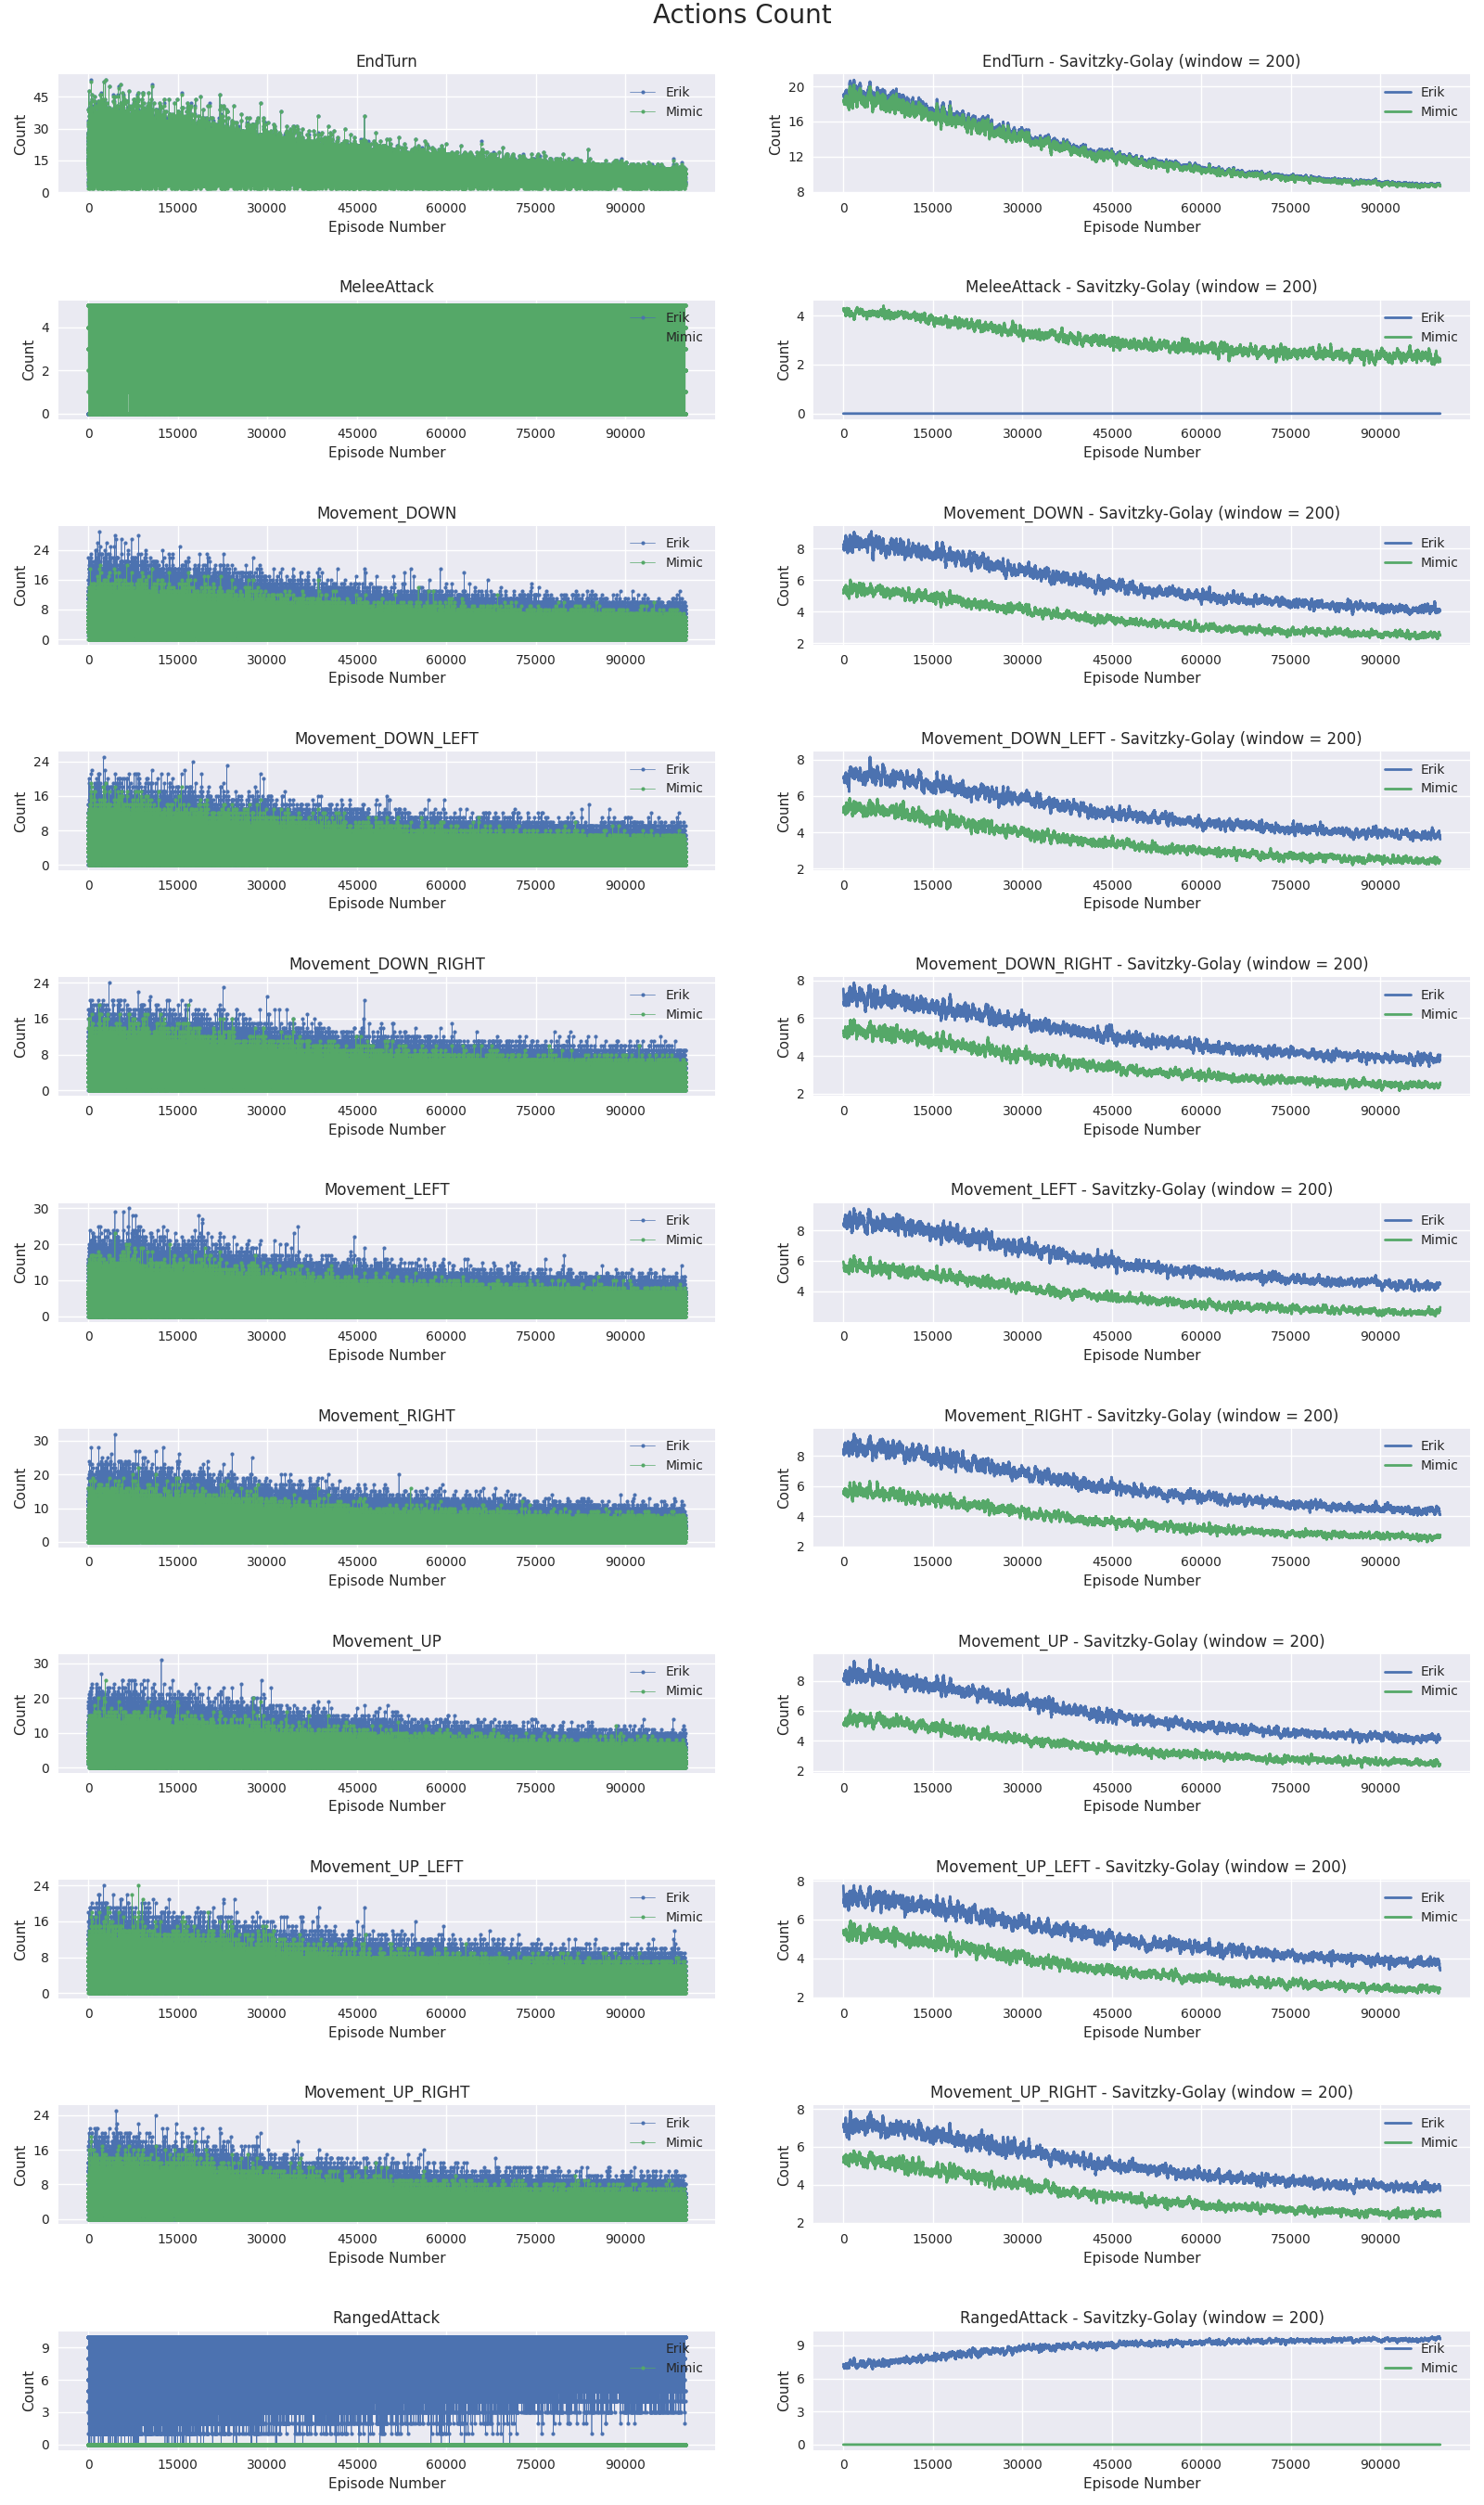 Actions Count
EndTurn
45
30
15
0
Count
Erik
Mimic
0 15000 30000 45000 60000 75000 90000
Episode Number
EndTurn - Savitzky-Golay (window = 200)
20
16
12
8
Count
Erik
Mimic
0 15000 30000 45000 60000 75000 90000
Episode Number
MeleeAttack
4
2
0
Count
Erik
Mimic
0 15000 30000 45000 60000 75000 90000
Episode Number
MeleeAttack - Savitzky-Golay (window = 200)
4
2
0
Count
Erik
Mimic
0 15000 30000 45000 60000 75000 90000
Episode Number
Movement_DOWN
24
16
8
0
Count
Erik
Mimic
0 15000 30000 45000 60000 75000 90000
Episode Number
Movement_DOWN - Savitzky-Golay (window = 200)
8
6
4
2
Count
Erik
Mimic
0 15000 30000 45000 60000 75000 90000
Episode Number
Movement_DOWN_LEFT
24
16
8
0
Count
Erik
Mimic
0 15000 30000 45000 60000 75000 90000
Episode Number
Movement_DOWN_LEFT - Savitzky-Golay (window = 200)
8
6
4
2
Count
Erik
Mimic
0 15000 30000 45000 60000 75000 90000
Episode Number
Movement_DOWN_RIGHT
24
16
8
0
Count
Erik
Mimic
0 15000 30000 45000 60000 75000 90000
Episode Number
Movement_DOWN_RIGHT - Savitzky-Golay (window = 200)
8
6
4
2
Count
Erik
Mimic
0 15000 30000 45000 60000 75000 90000
Episode Number
Movement_LEFT
30
20
10
0
Count
Erik
Mimic
0 15000 30000 45000 60000 75000 90000
Episode Number
Movement_LEFT - Savitzky-Golay (window = 200)
8
6
4
Count
Erik
Mimic
0 15000 30000 45000 60000 75000 90000
Episode Number
Movement_RIGHT
30
20
10
0
Count
Erik
Mimic
0 15000 30000 45000 60000 75000 90000
Episode Number
Movement_RIGHT - Savitzky-Golay (window = 200)
8
6
4
2
Count
Erik
Mimic
0 15000 30000 45000 60000 75000 90000
Episode Number
Movement_UP
30
20
10
0
Count
Erik
Mimic
0 15000 30000 45000 60000 75000 90000
Episode Number
Movement_UP - Savitzky-Golay (window = 200)
8
6
4
2
Count
Erik
Mimic
0 15000 30000 45000 60000 75000 90000
Episode Number
Movement_UP_LEFT
24
16
8
0
Count
Erik
Mimic
0 15000 30000 45000 60000 75000 90000
Episode Number
Movement_UP_LEFT - Savitzky-Golay (window = 200)
8
6
4
2
Count
Erik
Mimic
0 15000 30000 45000 60000 75000 90000
Episode Number
Movement_UP_RIGHT
24
16
8
0
Count
Erik
Mimic
0 15000 30000 45000 60000 75000 90000
Episode Number
Movement_UP_RIGHT - Savitzky-Golay (window = 200)
8
6
4
2
Count
Erik
Mimic
0 15000 30000 45000 60000 75000 90000
Episode Number
RangedAttack
9
6
3
0
Count
Erik
Mimic
0 15000 30000 45000 60000 75000 90000
Episode Number
RangedAttack - Savitzky-Golay (window = 200)
9
6
3
0
Count
Erik
Mimic
0 15000 30000 45000 60000 75000 90000
Episode Number